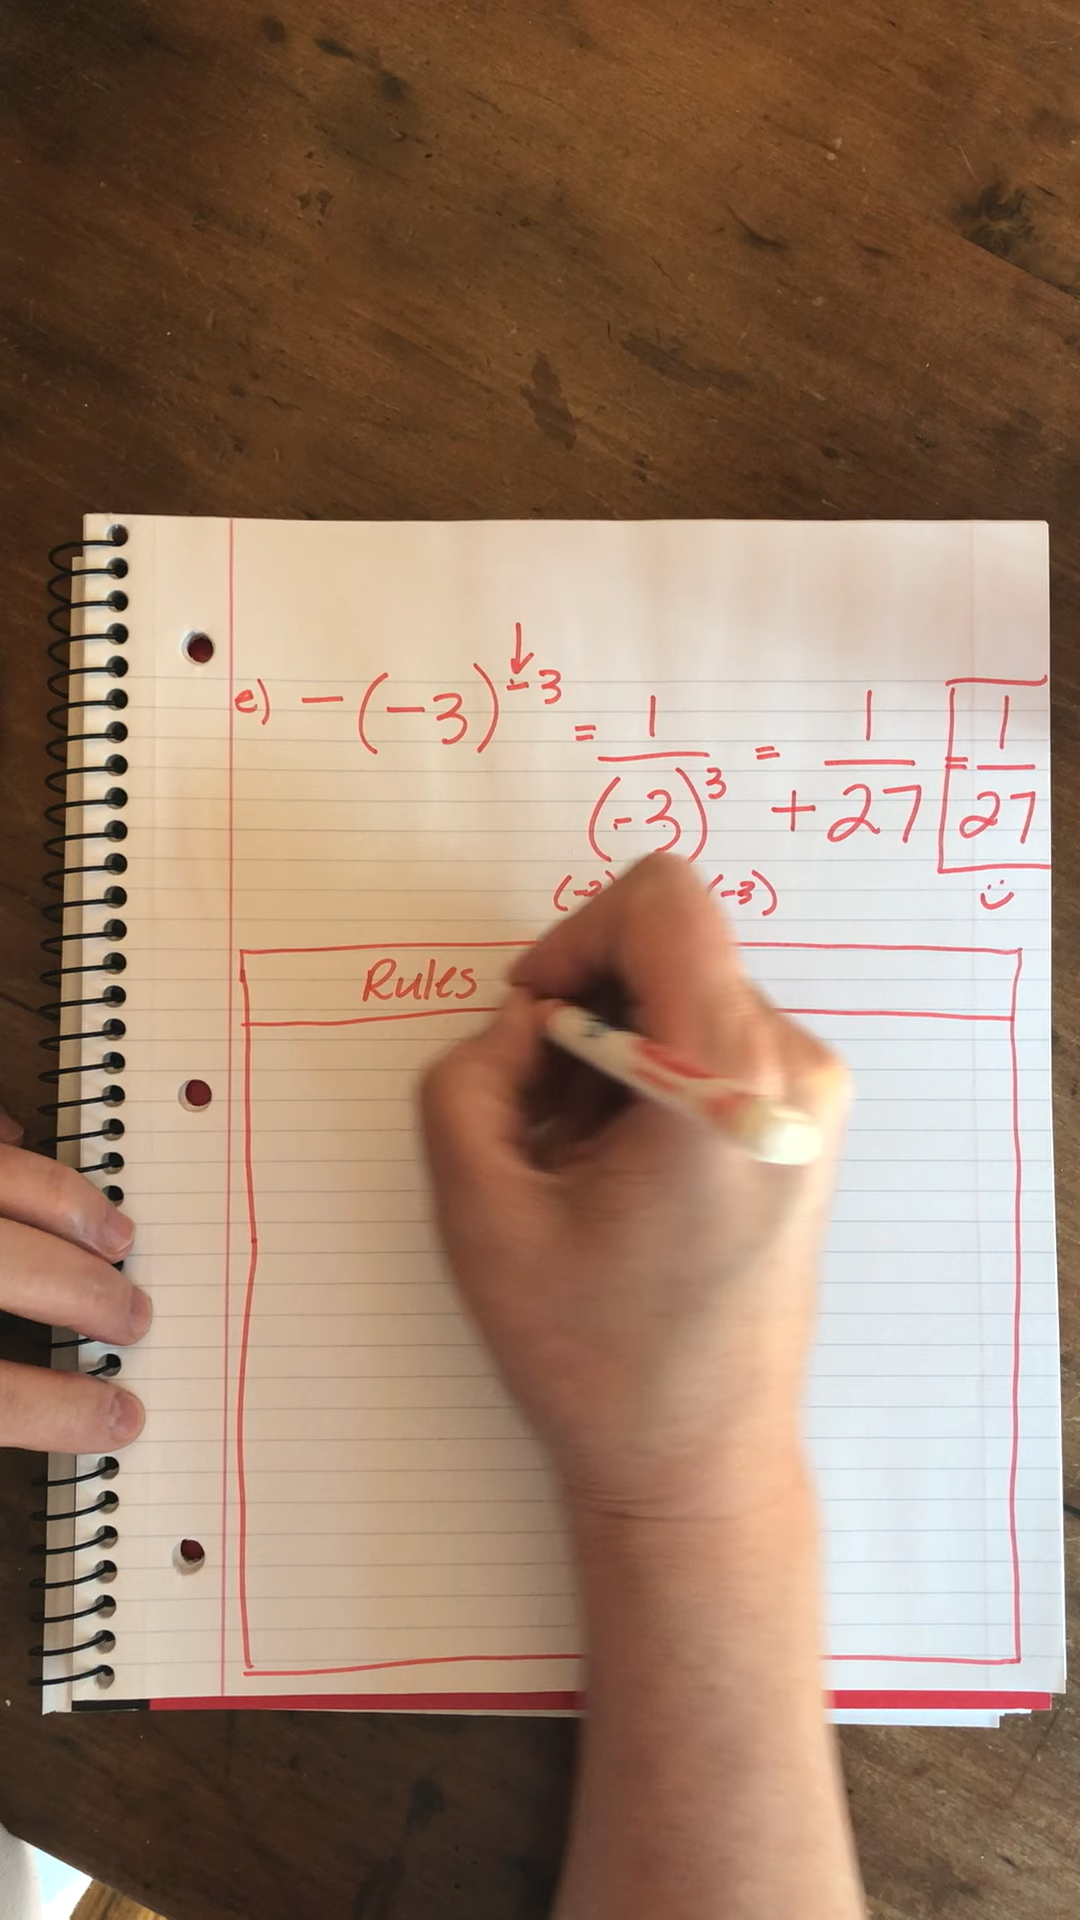 e) -(-3)^-3 = 1/(-3)^3 = 1/+27 = 1/27
(-3) (-3)
Rules